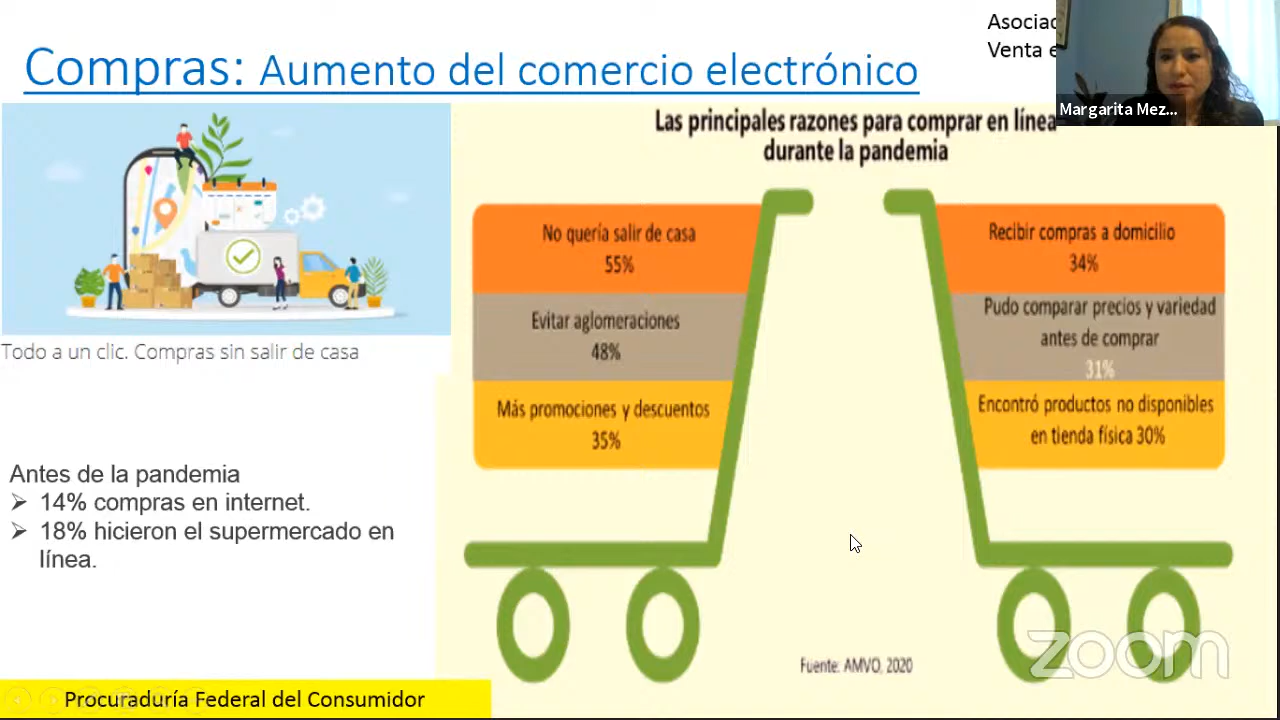 Compras: Aumento del comercio electrónico
Asociac
Venta e
Margarita Mez...
Las principales razones para comprar en línea
durante la pandemia
No quería salir de casa
55%
Evitar aglomeraciones
48%
Más promociones y descuentos
35%
Recibir compras a domicilio
34%
Pudo comparar precios y variedad
antes de comprar
31%
Encontró productos no disponibles
en tienda física 30%
Todo a un clic. Compras sin salir de casa
Antes de la pandemia
14% compras en internet.
18% hicieron el supermercado en
línea.
Fuente: AMVO, 2020
zoom
Procuraduría Federal del Consumidor